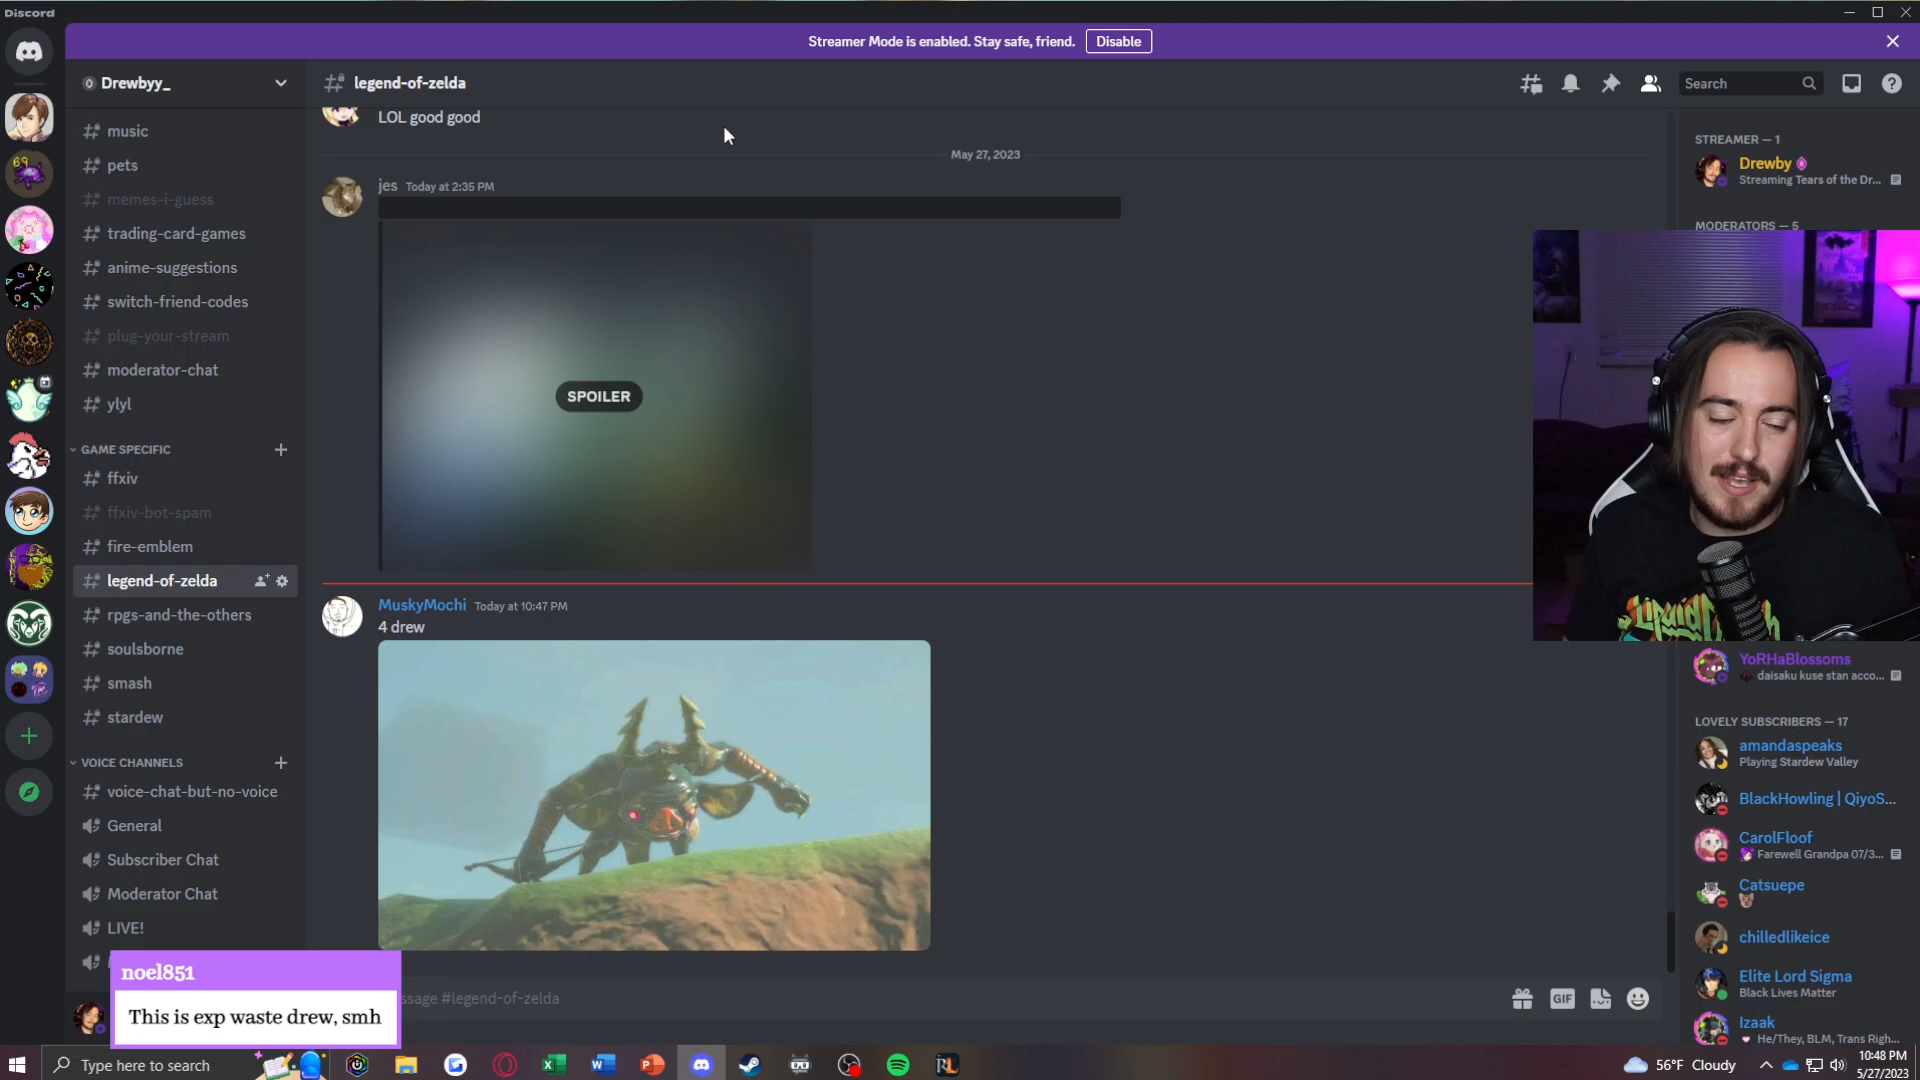 Discord
Streamer Mode is enabled. Stay safe, friend.
Disable
Drewbyy_
legend-of-zelda
Search
music
pets
memes-i-guess
trading-card-games
anime-suggestions
switch-friend-codes
plug-your-stream
moderator-chat
ylyl
GAME SPECIFIC
ffxiv
ffxiv-bot-spam
fire-emblem
legend-of-zelda
rpgs-and-the-others
soulsborne
smash
stardew
VOICE CHANNELS
voice-chat-but-no-voice
General
Subscriber Chat
Moderator Chat
LIVE!
noel851
This is exp waste drew, smh
LOL good good
May 27, 2023
jes Today at 2:35 PM
SPOILER
MuskyMochi Today at 10:47 PM
4 drew
ssage #legend-of-zelda
GIF
STREAMER — 1
Drewby
Streaming Tears of the Dr...
MODERATORS — 5
YoRHaBlossoms
daisaku kuse stan acco...
LOVELY SUBSCRIBERS — 17
amandaspeaks
Playing Stardew Valley
BlackHowling | QiyoS...
CarolFloof
Farewell Grandpa 07/3...
Catsuepe
chilledlikeice
Elite Lord Sigma
Black Lives Matter
Izaak
He/They, BLM, Trans Righ...
Type here to search
56°F Cloudy
10:48 PM
5/27/2023